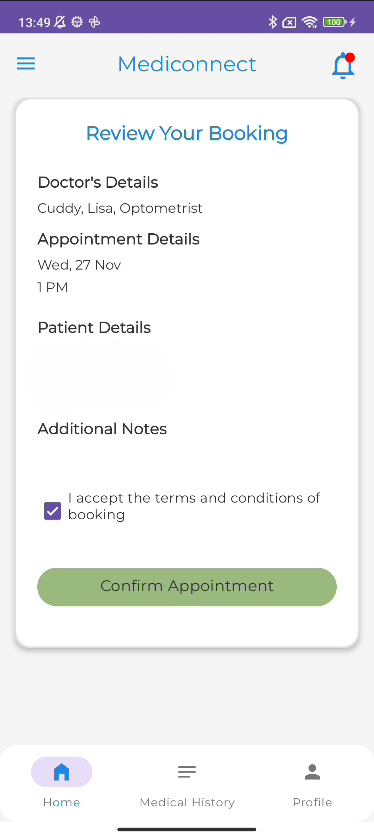 13:49
100
Mediconnect
Review Your Booking
Doctor's Details
Cuddy, Lisa, Optometrist
Appointment Details
Wed, 27 Nov
1 PM
Patient Details
Additional Notes
I accept the terms and conditions of
booking
Confirm Appointment
Home
Medical History
Profile